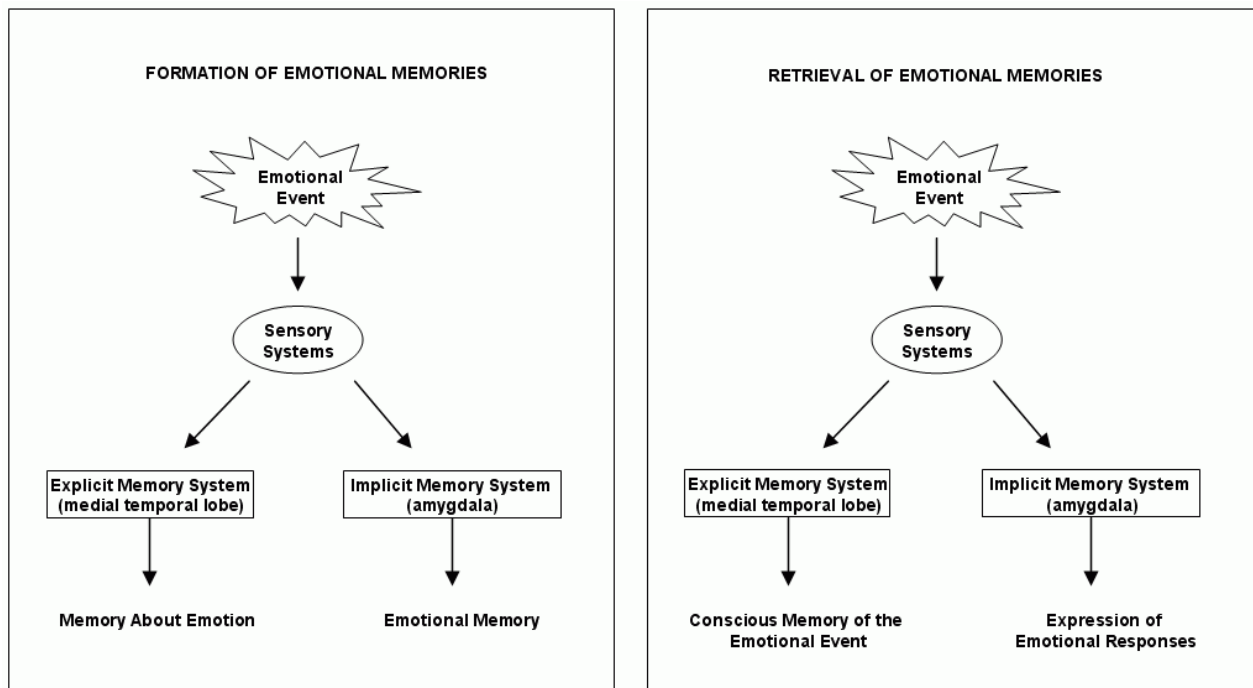 FORMATION OF EMOTIONAL MEMORIES
Emotional
Event
Sensory
Systems
Explicit Memory System
(medial temporal lobe)
Implicit Memory System
(amygdala)
Memory About Emotion
Emotional Memory
RETRIEVAL OF EMOTIONAL MEMORIES
Emotional
Event
Sensory
Systems
Explicit Memory System
(medial temporal lobe)
Implicit Memory System
(amygdala)
Conscious Memory of the
Emotional Event
Expression of
Emotional Responses